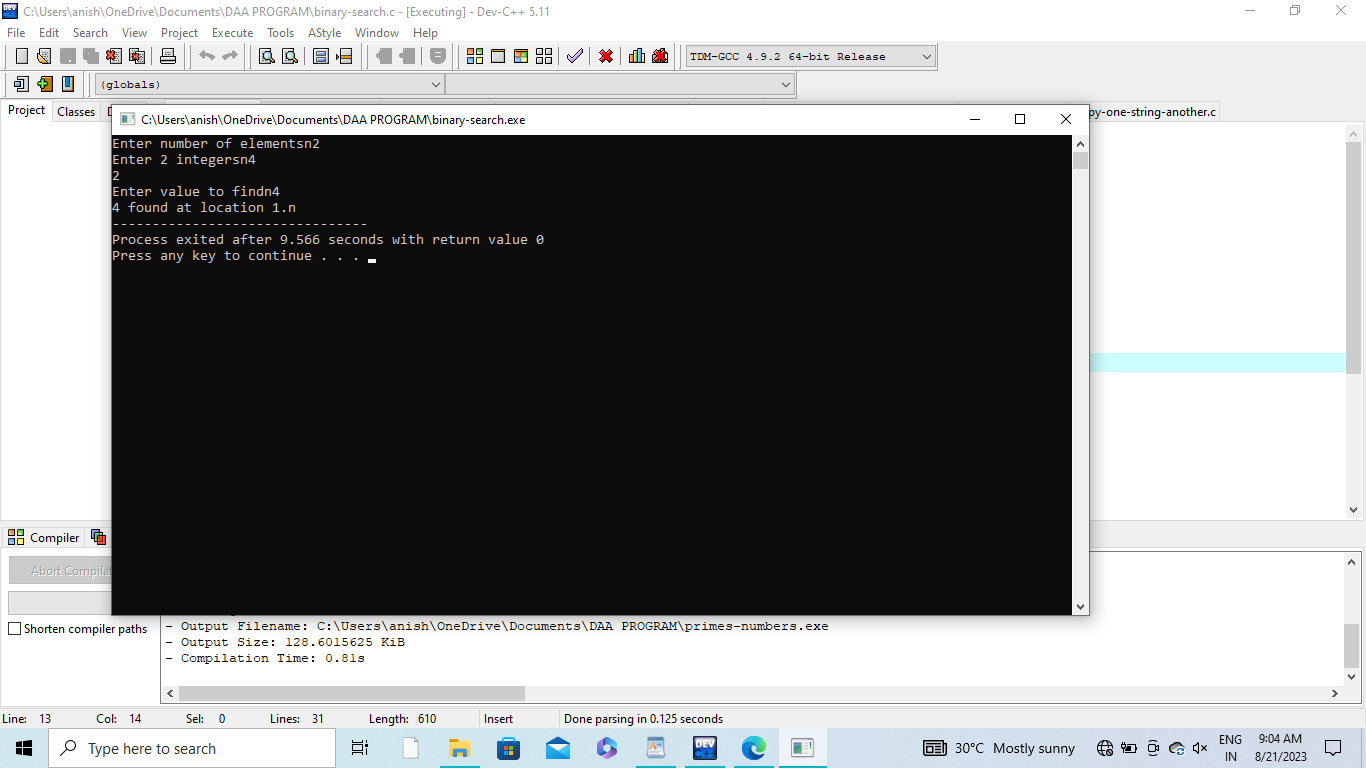 C:\Users\anish\OneDrive\Documents\DAA PROGRAM\binary-search.c - [Executing] - Dev-C++ 5.11
File Edit Search View Project Execute Tools AStyle Window Help
TDM-GCC 4.9.2 64-bit Release
(globals)
Project Classes
py-one-string-another.c
C:\Users\anish\OneDrive\Documents\DAA PROGRAM\binary-search.exe
Enter number of elementsn2
Enter 2 integersn4
2
Enter value to findn4
4 found at location 1.n
--------------------------------
Process exited after 9.566 seconds with return value 0
Press any key to continue . . .
Compiler
Abort Compilat
Shorten compiler paths
- Output Filename: C:\Users\anish\OneDrive\Documents\DAA PROGRAM\primes-numbers.exe
- Output Size: 128.6015625 KiB
- Compilation Time: 0.81s
Line: 13 Col: 14 Sel: 0 Lines: 31 Length: 610 Insert Done parsing in 0.125 seconds
Type here to search
DEV
30°C Mostly sunny
ENG
IN
9:04 AM
8/21/2023